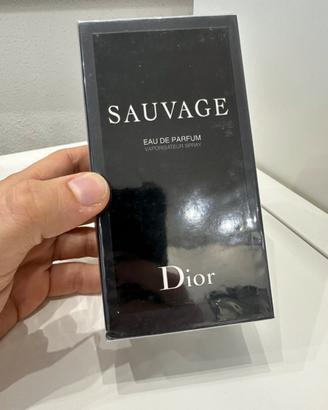 SAUVAGE
EAU DE PARFUM
VAPORISATEUR SPRAY
Dior